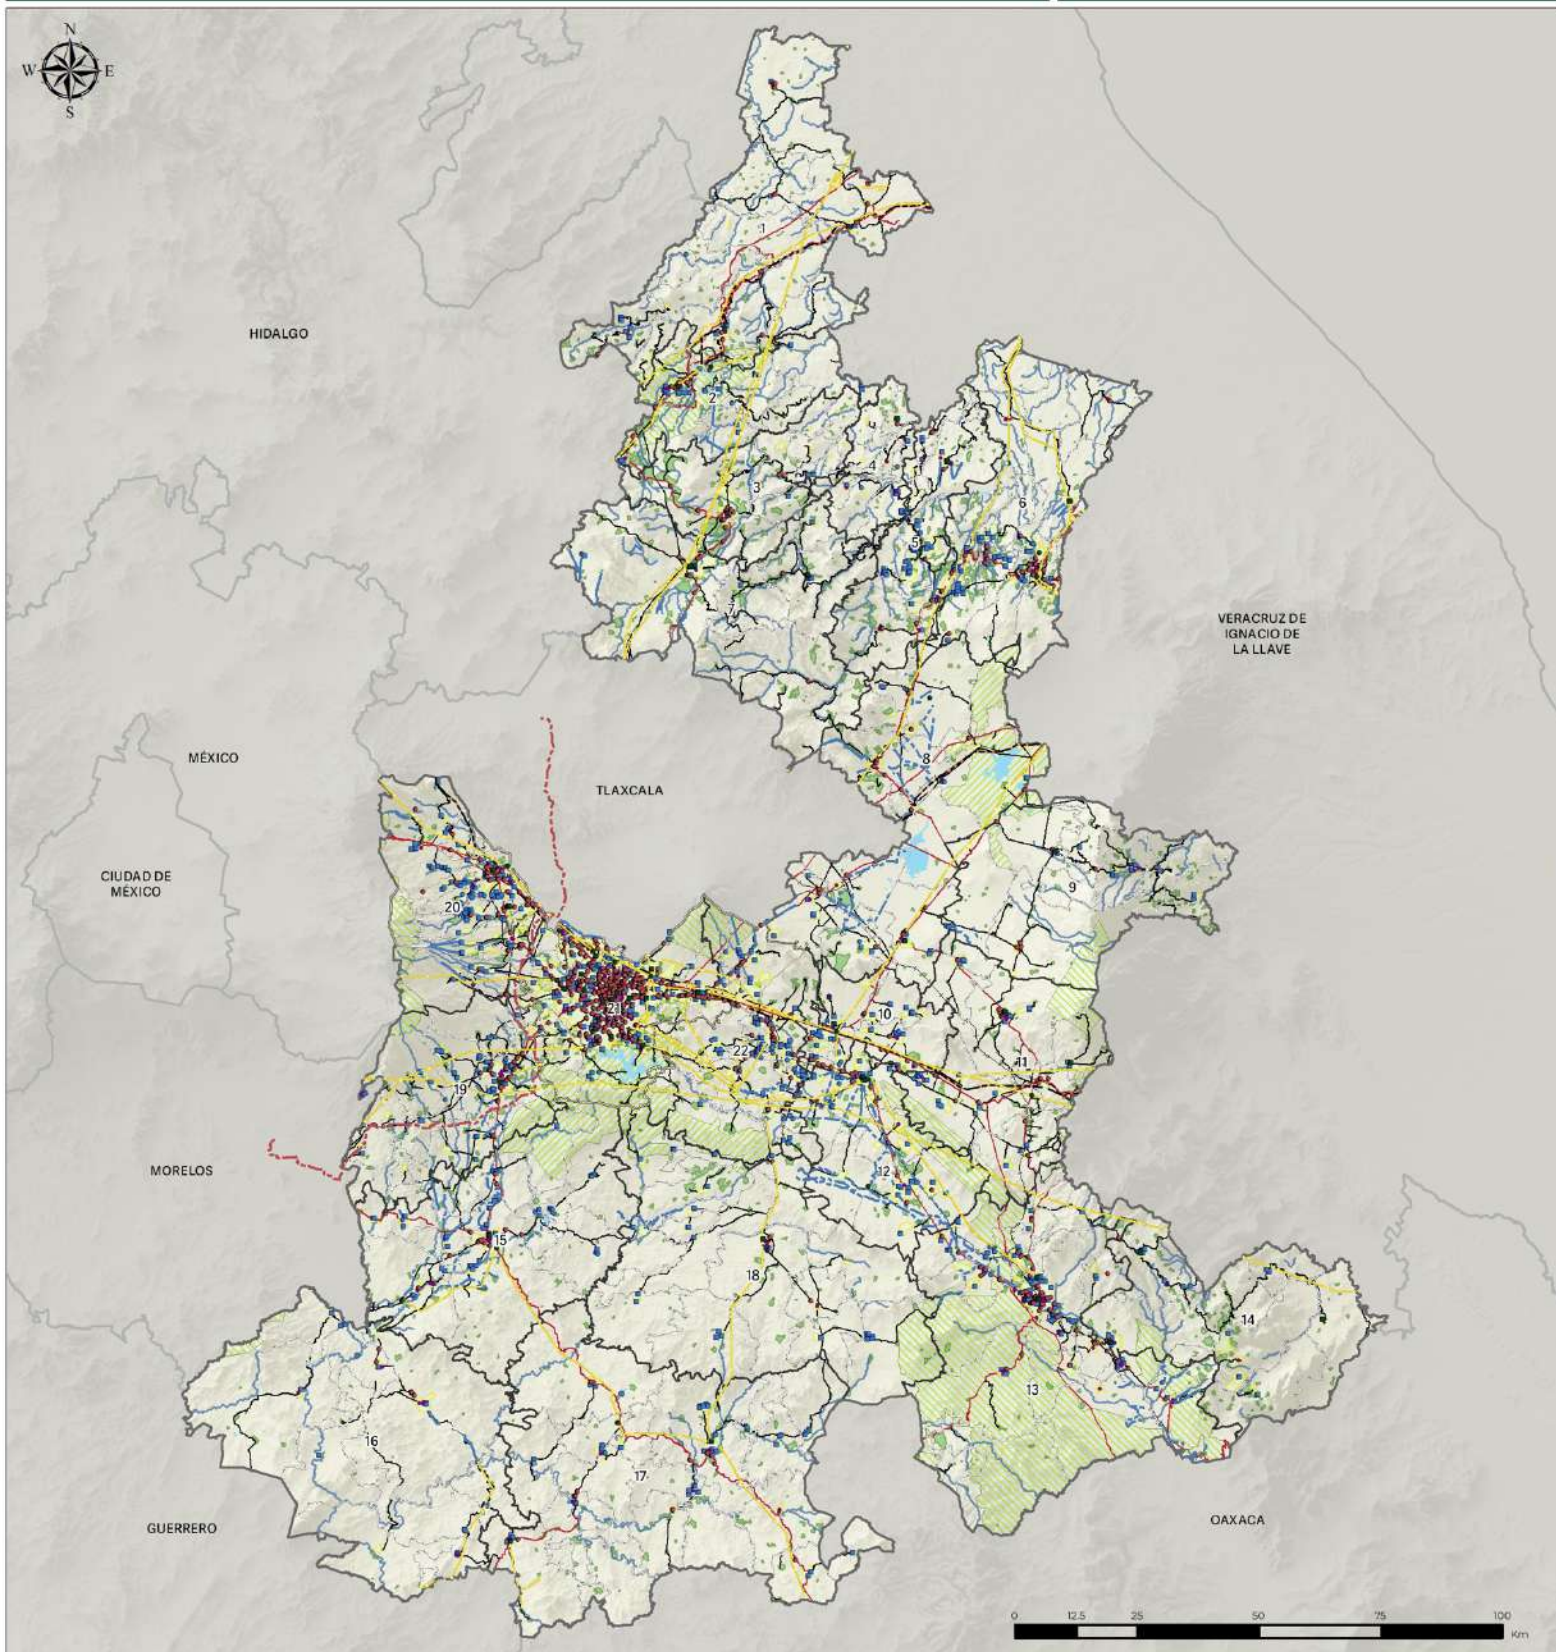 N
W E
S
1
HIDALGO
2
4
3
6
5
7
VERACRUZ DE
IGNACIO DE
LA LLAVE
MÉXICO
8
TLAXCALA
CIUDAD DE
MÉXICO
9
20
21
10
22
11
19
MORELOS
12
15
18
14
13
16
17
GUERRERO
OAXACA
0 12.5 25 50 75 100
Km